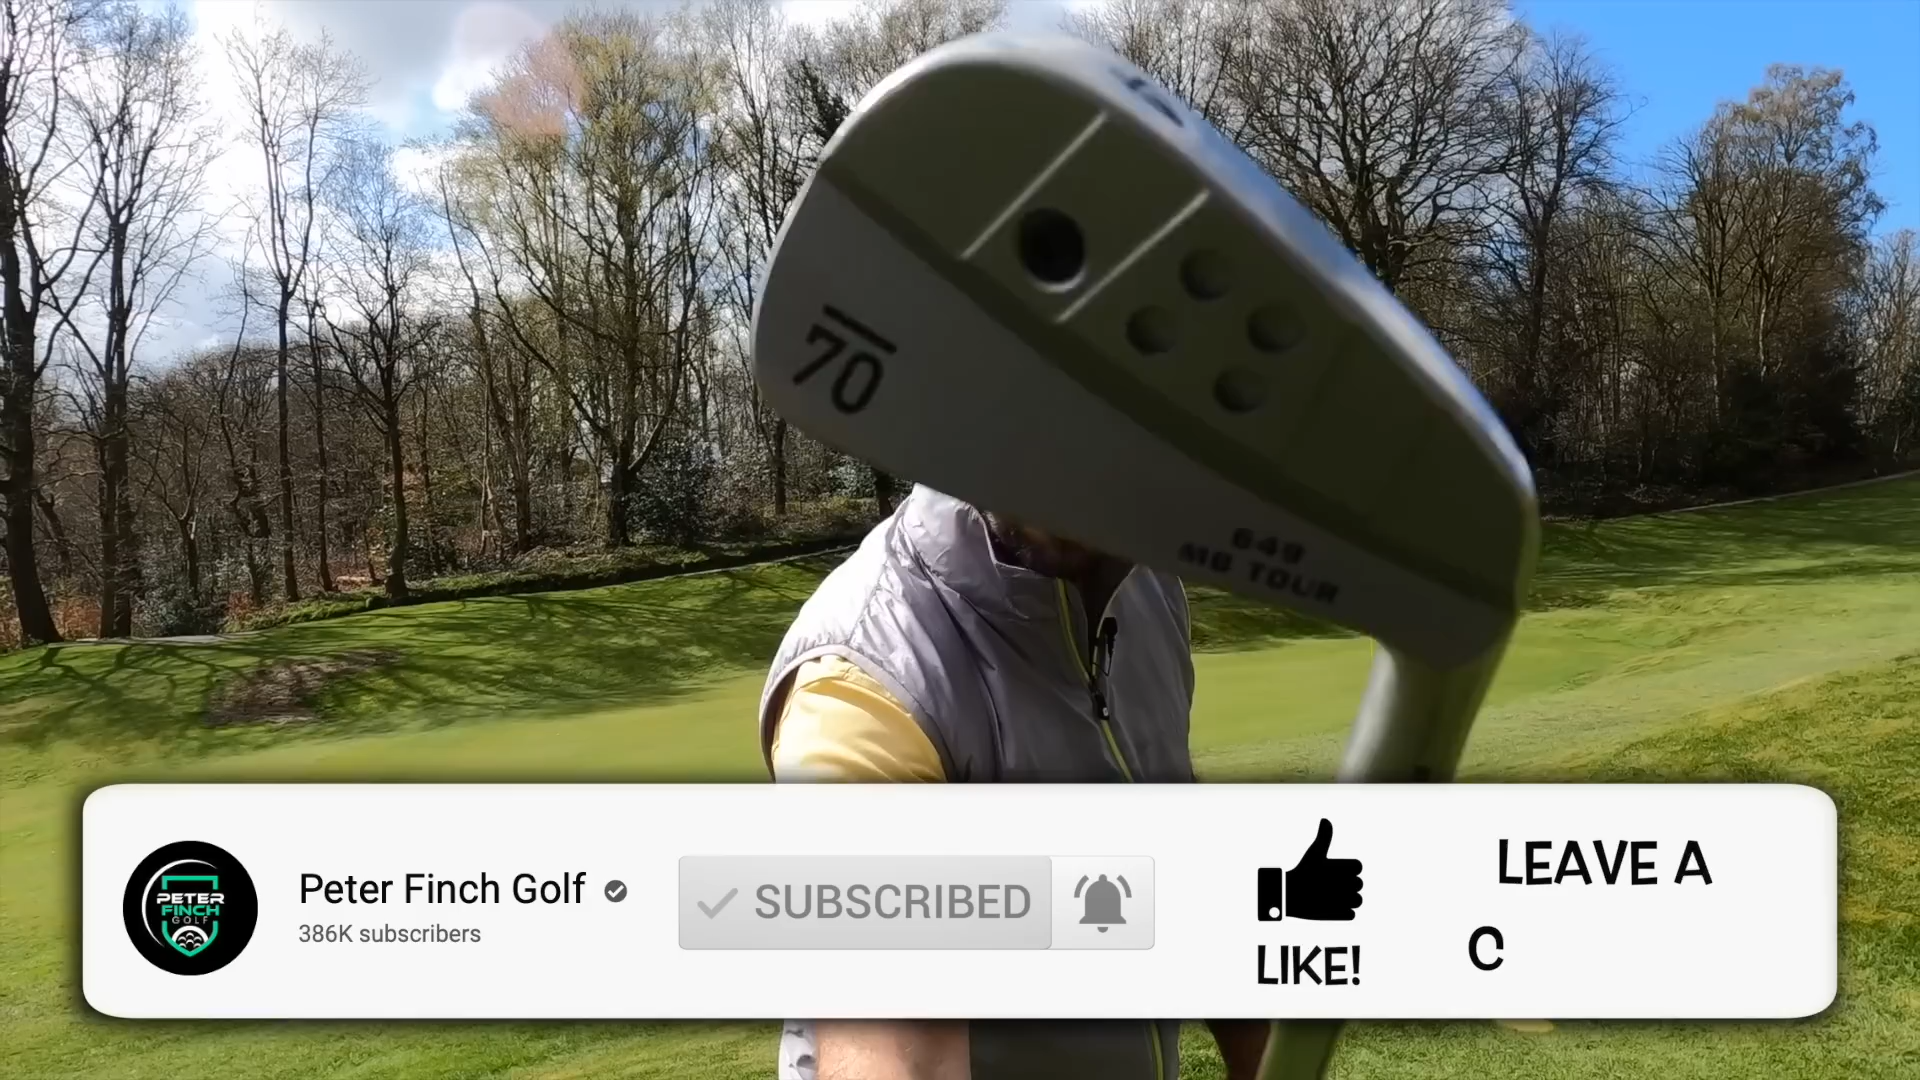 70
649
MB TOUR
PETER
FINCH
GOLF
Peter Finch Golf
386K subscribers
SUBSCRIBED
LIKE!
LEAVE A
C